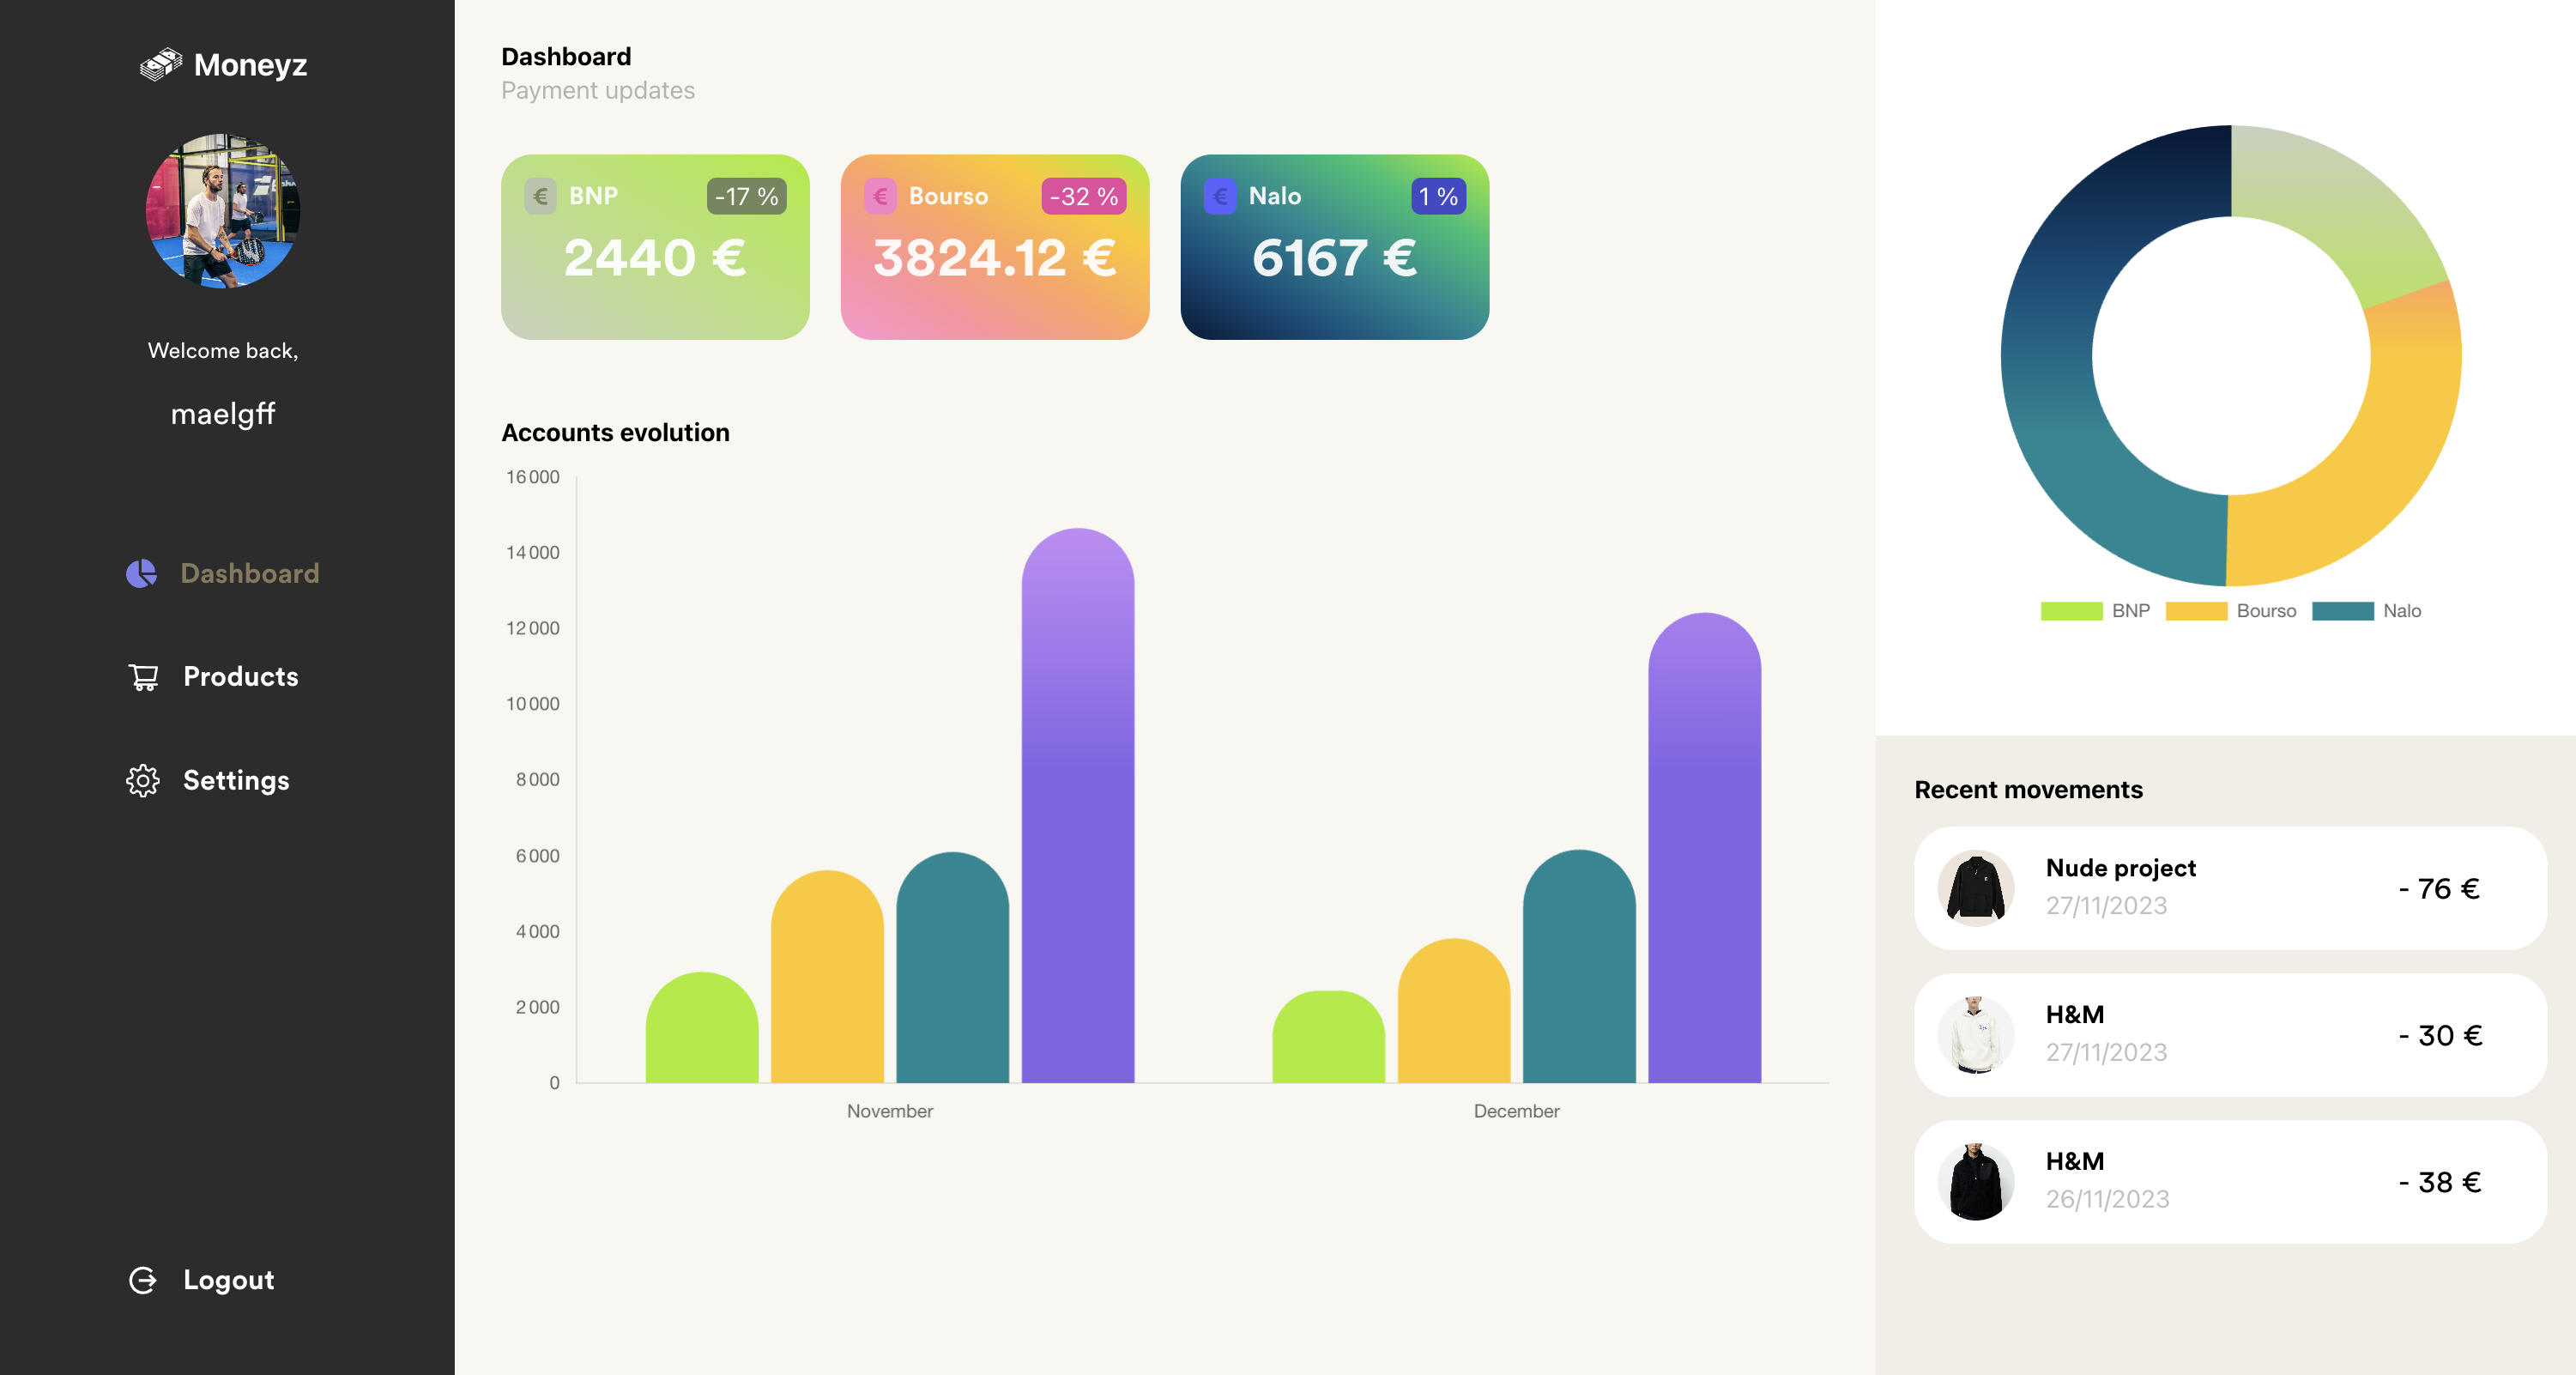 Moneyz
Welcome back,
maelgff
Dashboard
Products
Settings
Logout
Dashboard
Payment updates
€ BNP -17 %
2440 €
€ Bourso -32 %
3824.12 €
€ Nalo 1 %
6167 €
Accounts evolution
16 000
14 000
12 000
10 000
8 000
6 000
4 000
2 000
0
November December
BNP Bourso Nalo
Recent movements
Nude project
27/11/2023
- 76 €
H&M
27/11/2023
- 30 €
H&M
26/11/2023
- 38 €